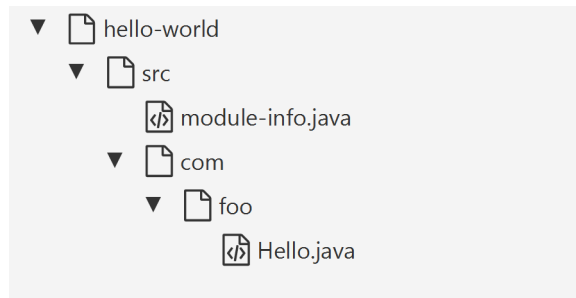 hello-world
src
module-info.java
com
foo
Hello.java